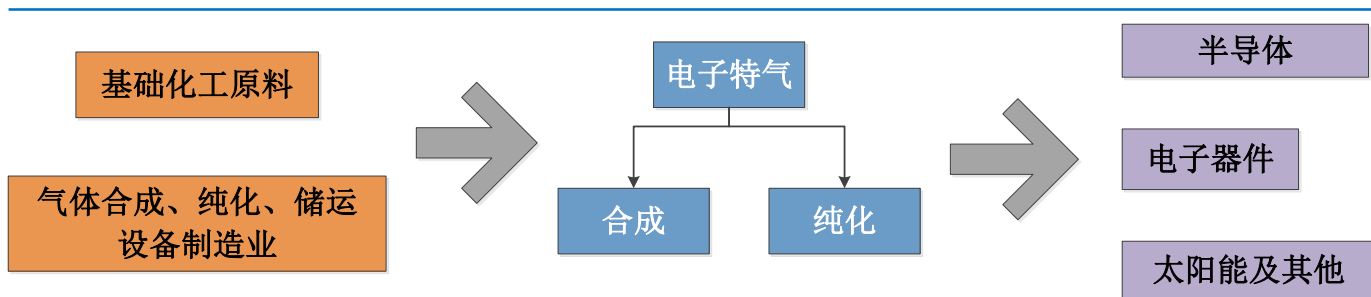 基础化工原料
气体合成、纯化、储运
设备制造业
电子特气
合成
纯化
半导体
电子器件
太阳能及其他